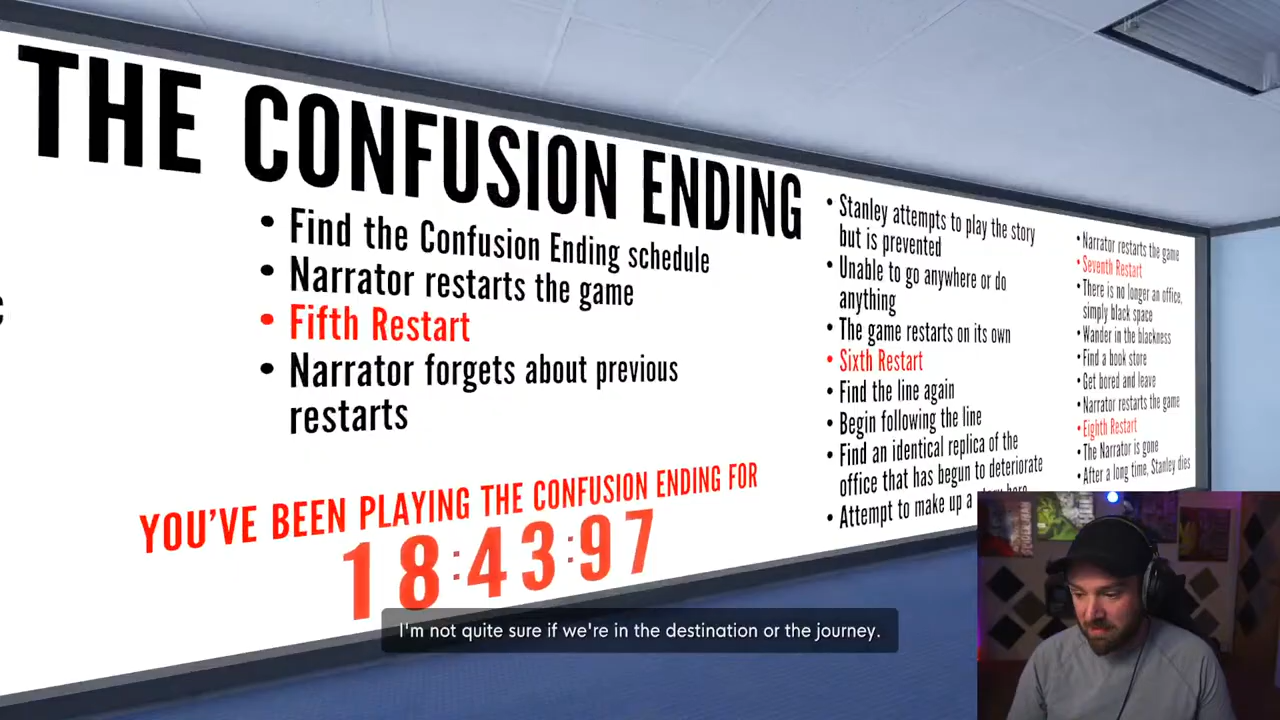 THE CONFUSION ENDING
• Find the Confusion Ending schedule
• Narrator restarts the game
• Fifth Restart
• Narrator forgets about previous
restarts
• Stanley attempts to play the story
but is prevented
• Unable to go anywhere or do
anything
• The game restarts on its own
• Sixth Restart
• Find the line again
• Begin following the line
• Find an identical replica of the
office that has begun to deteriorate
• Attempt to make up a
• Narrator restarts the game
• Seventh Restart
• There is no longer an office,
simply black space
• Wander in the blackness
• Find a book store
• Get bored and leave
• Narrator restarts the game
• Eighth Restart
• The Narrator is gone
• After a long time, Stanley dies
YOU'VE BEEN PLAYING THE CONFUSION ENDING FOR
18:43:97
I'm not quite sure if we're in the destination or the journey.